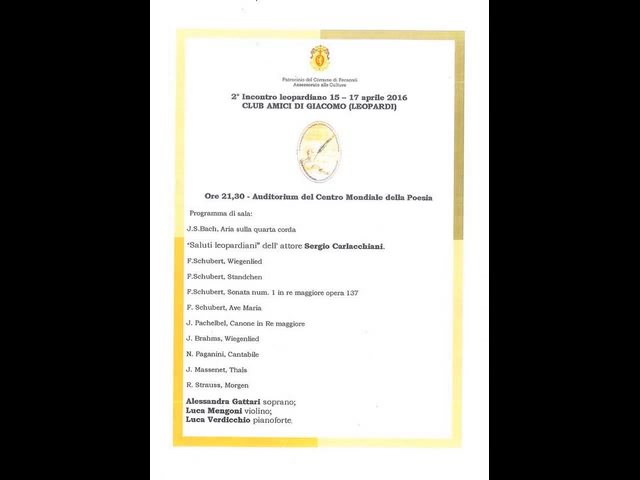 Patrocinio del Comune di Recanati
Assessorato alle Culture
2° Incontro leopardiano 15 – 17 aprile 2016
CLUB AMICI DI GIACOMO (LEOPARDI)
Ore 21,30 - Auditorium del Centro Mondiale della Poesia
Programma di sala:
J.S.Bach, Aria sulla quarta corda
"Saluti leopardiani" dell' attore Sergio Carlacchiani.
F.Schubert, Wiegenlied
F.Schubert, Standchen
F.Schubert, Sonata num. 1 in re maggiore opera 137
F. Schubert, Ave Maria
J. Pachelbel, Canone in Re maggiore
J. Brahms, Wiegenlied
N. Paganini, Cantabile
J. Massenet, Thaïs
R. Strauss, Morgen
Alessandra Gattari soprano;
Luca Mengoni violino;
Luca Verdicchio pianoforte.